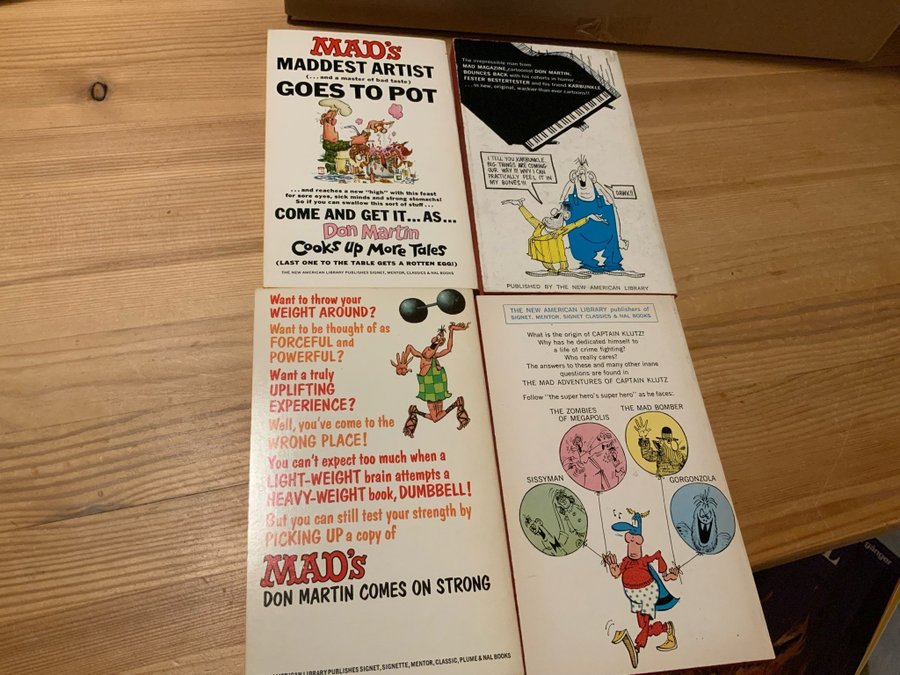 MAD's
MADDEST ARTIST
(...and a master of bad taste)
GOES TO POT
...and reaches a new "high" with this feast
for sore eyes, sick minds and strong stomachs!
So if you can swallow this sort of stuff...
COME AND GET IT...AS...
Don Martin
Cooks up More Tales
(LAST ONE TO THE TABLE GETS A ROTTEN EGG!)
THE NEW AMERICAN LIBRARY PUBLISHES SIGNET, MENTOR, CLASSICS & NAL BOOKS
The irrepressible man from
MAD MAGAZINE, cartoonist DON MARTIN,
BOUNCES BACK with his cohorts in horror
FESTER BESTERTESTER and his friend KARBUNKLE
...in new, original, wackier than ever cartoons!!
I TELL YOU KARBUNKLE,
BIG THINGS ARE COMING
OUR WAY!!! WHY I CAN
PRACTICALLY FEEL IT IN
MY BONES!!!
GAWK!!
PUBLISHED BY THE NEW AMERICAN LIBRARY
Want to throw your
WEIGHT AROUND?
Want to be thought of as
FORCEFUL and
POWERFUL?
Want a truly
UPLIFTING
EXPERIENCE?
Well, you've come to the
WRONG PLACE!
You can't expect too much when a
LIGHT-WEIGHT brain attempts a
HEAVY-WEIGHT book, DUMBBELL!
But you can still test your strength by
PICKING UP a copy of
MAD's
DON MARTIN COMES ON STRONG
AMERICAN LIBRARY PUBLISHES SIGNET, SIGNETTE, MENTOR, CLASSIC, PLUME & NAL BOOKS
THE NEW AMERICAN LIBRARY publishers of
SIGNET, MENTOR, SIGNET CLASSICS & NAL BOOKS
What is the origin of CAPTAIN KLUTZ?
Why has he dedicated himself to
a life of crime fighting?
Who really cares?
The answers to these and many other inane
questions are found in
THE MAD ADVENTURES OF CAPTAIN KLUTZ
Follow "the super hero's super hero" as he faces:
THE ZOMBIES
OF MEGAPOLIS
THE MAD BOMBER
SISSYMAN
GORGONZOLA
gänger